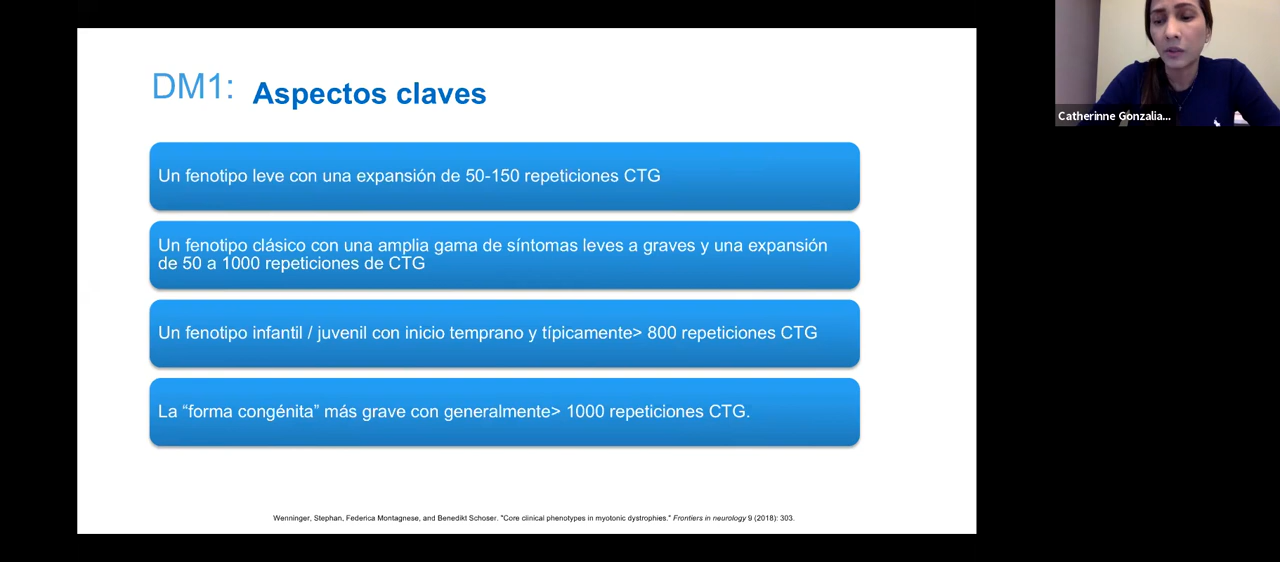 DM1: Aspectos claves
Un fenotipo leve con una expansión de 50-150 repeticiones CTG
Un fenotipo clásico con una amplia gama de síntomas leves a graves y una expansión
de 50 a 1000 repeticiones de CTG
Un fenotipo infantil / juvenil con inicio temprano y típicamente> 800 repeticiones CTG
La “forma congénita” más grave con generalmente> 1000 repeticiones CTG.
Wenninger, Stephan, Federica Montagnese, and Benedikt Schoser. "Core clinical phenotypes in myotonic dystrophies." Frontiers in neurology 9 (2018): 303.
Catherinne Gonzalia...